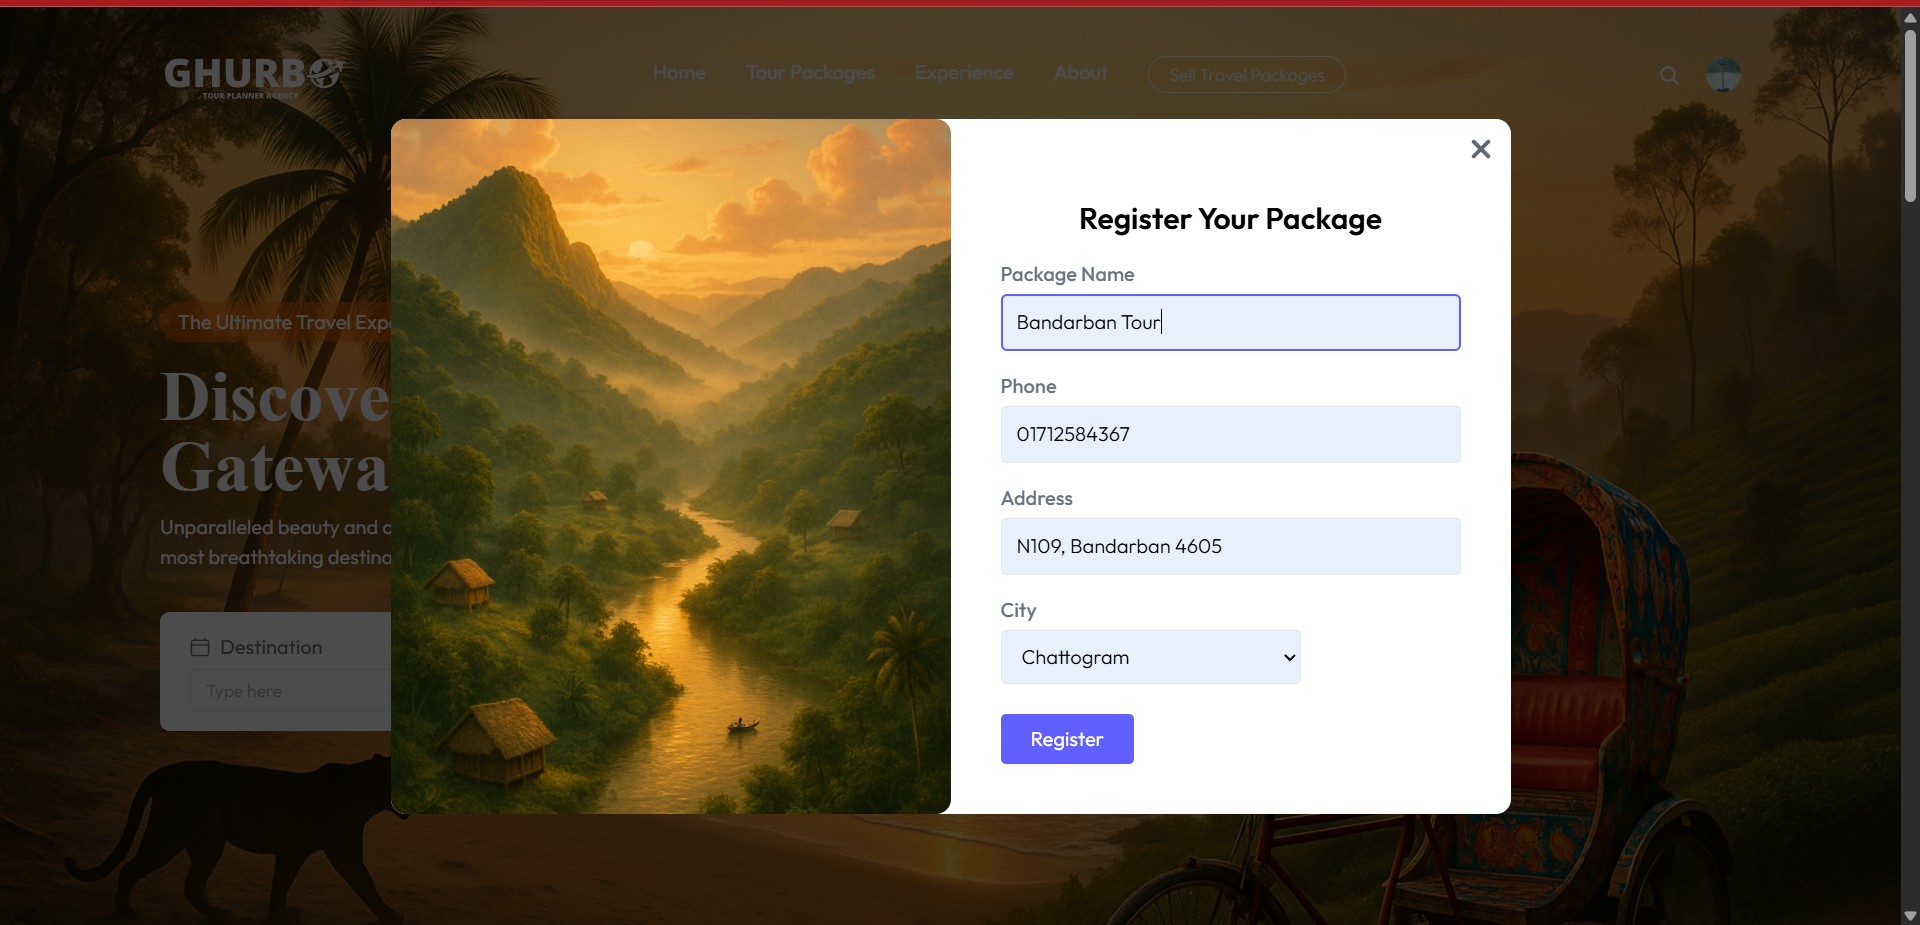 GHURBO
TOUR PLANNER AGENCY
Home
Tour Packages
Experience
About
Sell Travel Packages
The Ultimate Travel Expe
Discove
Gatewa
Unparalleled beauty and
most breathtaking destina
Destination
Type here
Register Your Package
Package Name
Bandarban Tour
Phone
01712584367
Address
N109, Bandarban 4605
City
Chattogram
Register